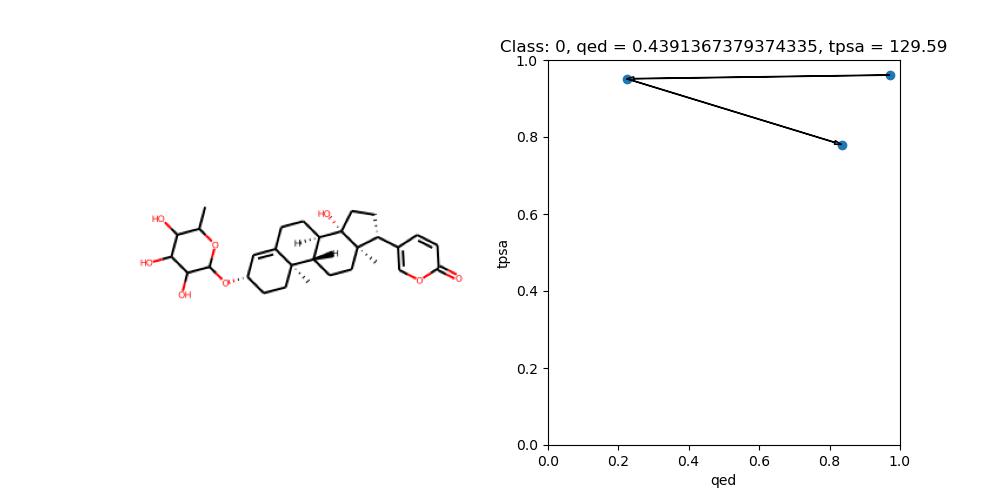 Class: 0, qed = 0.4391367379374335, tpsa = 129.59
1.0
0.8
0.6
0.4
0.2
0.0
tpsa
0.0 0.2 0.4 0.6 0.8 1.0
qed
HO
HO
HO
OH
O
O
H
H
O
O